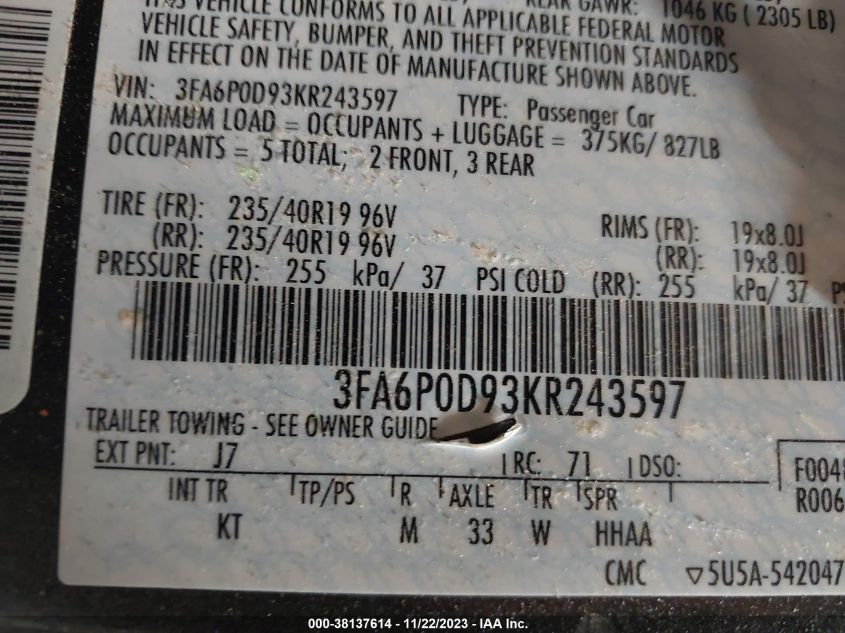 REAR GAWR: 1046 KG ( 2305 LB)
THIS VEHICLE CONFORMS TO ALL APPLICABLE FEDERAL MOTOR
VEHICLE SAFETY, BUMPER, AND THEFT PREVENTION STANDARDS
IN EFFECT ON THE DATE OF MANUFACTURE SHOWN ABOVE.
VIN: 3FA6P0D93KR243597 TYPE: Passenger Car
MAXIMUM LOAD = OCCUPANTS + LUGGAGE = 375KG/ 827LB
OCCUPANTS = 5 TOTAL; 2 FRONT, 3 REAR
TIRE (FR): 235/40R19 96V RIMS (FR): 19x8.0J
(RR): 235/40R19 96V (RR): 19x8.0J
PRESSURE (FR): 255 kPa/ 37 PSI COLD (RR): 255 kPa/ 37
3FA6P0D93KR243597
TRAILER TOWING - SEE OWNER GUIDE
EXT PNT: J7 RC: 71 DSO: F004
INT TR TP/PS R AXLE TR SPR R006
KT M 33 W HHAA
CMC ▽5U5A-542047
000-38137614 - 11/22/2023 - IAA Inc.